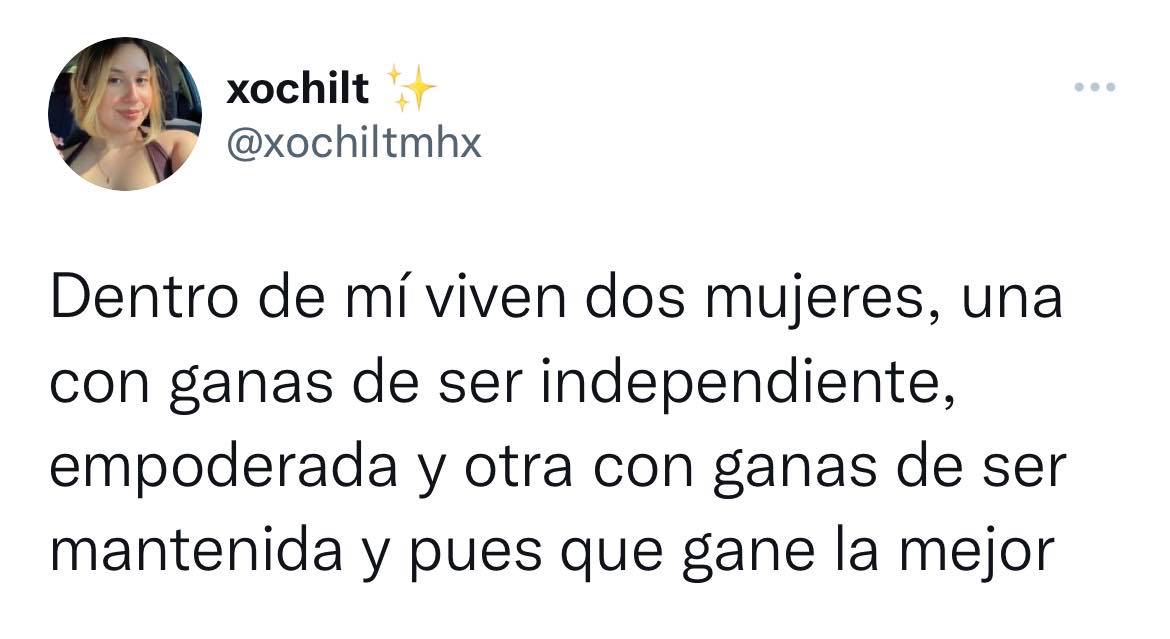 xochilt ✨
@xochiltmhx
Dentro de mí viven dos mujeres, una
con ganas de ser independiente,
empoderada y otra con ganas de ser
mantenida y pues que gane la mejor